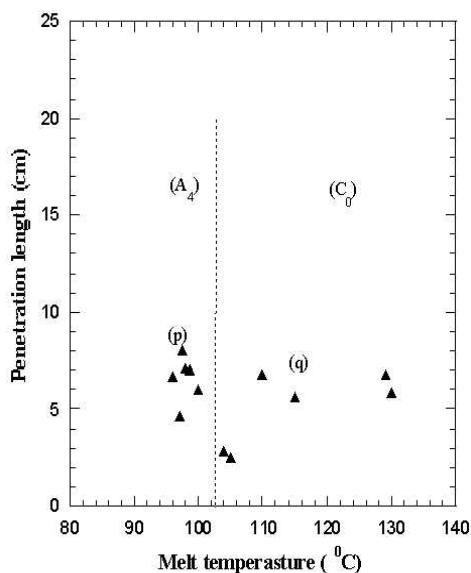 25
20
(A₄) (C₀)
15
10
(p)
(q)
5
0
80 90 100 110 120 130 140
Penetration length (cm)
Melt temperasture ( ⁰C)